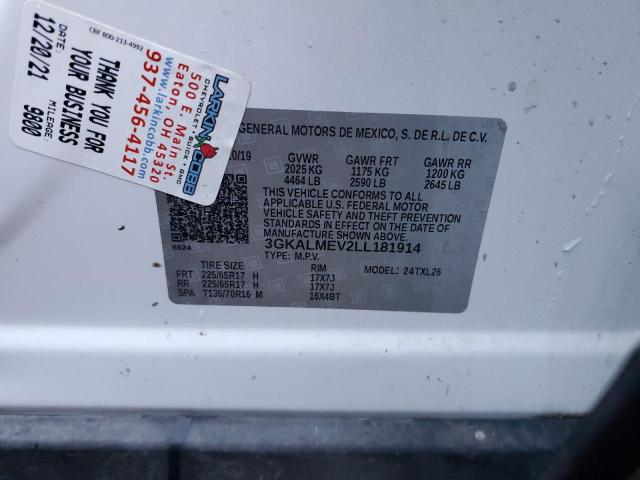 CBF 800-213-4992
LARKIN COBB
CHEVROLET • BUICK • GMC
500 E. Main St.
Eaton, OH 45320
www.larkincobb.com
937-456-4117
THANK YOU FOR
YOUR BUSINESS
DATE: 12/20/21
MILEAGE: 9800
GENERAL MOTORS DE MEXICO, S. DE R.L. DE C.V.
0/19
GVWR GAWR FRT GAWR RR
2025 KG 1175 KG 1200 KG
4464 LB 2590 LB 2645 LB
THIS VEHICLE CONFORMS TO ALL
APPLICABLE U.S. FEDERAL MOTOR
VEHICLE SAFETY AND THEFT PREVENTION
STANDARDS IN EFFECT ON THE DATE OF
MANUFACTURE SHOWN ABOVE.
3GKALMEV2LL181914
TYPE: M.P.V.
S624
TIRE SIZE RIM MODEL: 24TXL26
FRT 225/65R17 H 17X7J
RR 225/65R17 H 17X7J
SPA T135/70R16 M 16X4BT